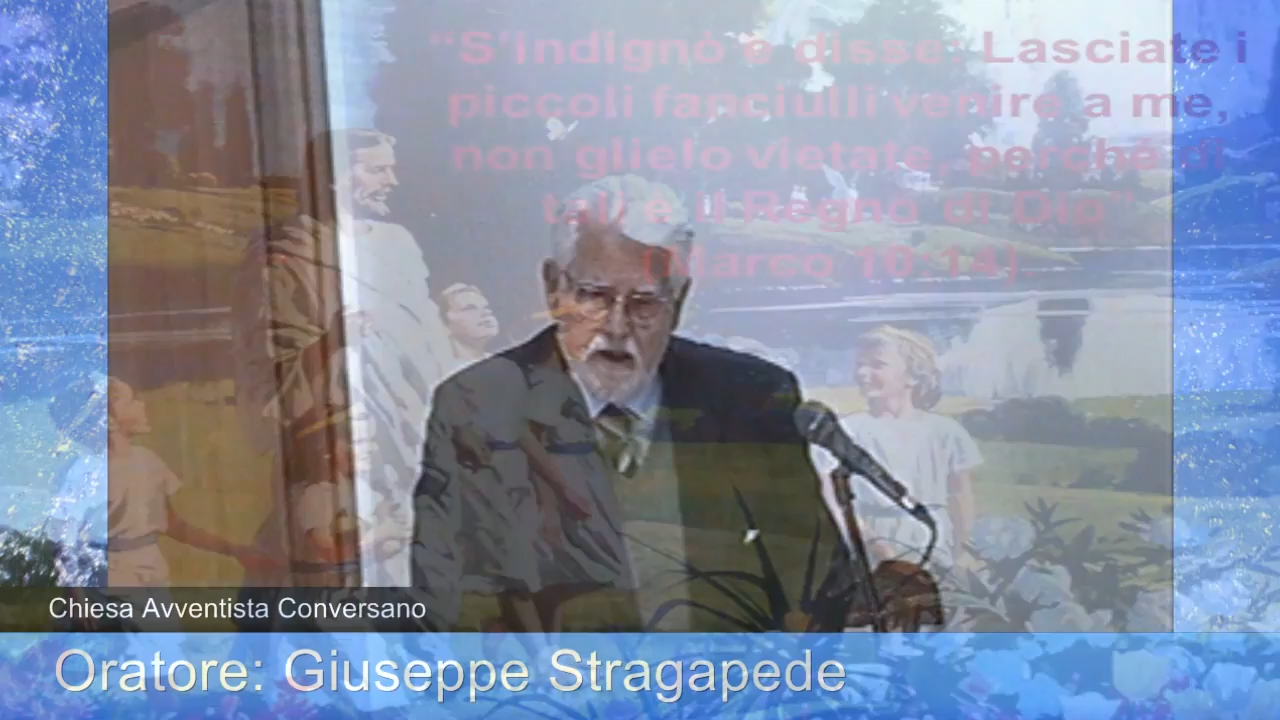 “S'indignò e disse: Lasciate i
piccoli fanciulli venire a me,
non glielo vietate, perché di
tali è il Regno di Dio”
(Marco 10:14).
Chiesa Avventista Conversano
Oratore: Giuseppe Stragapede